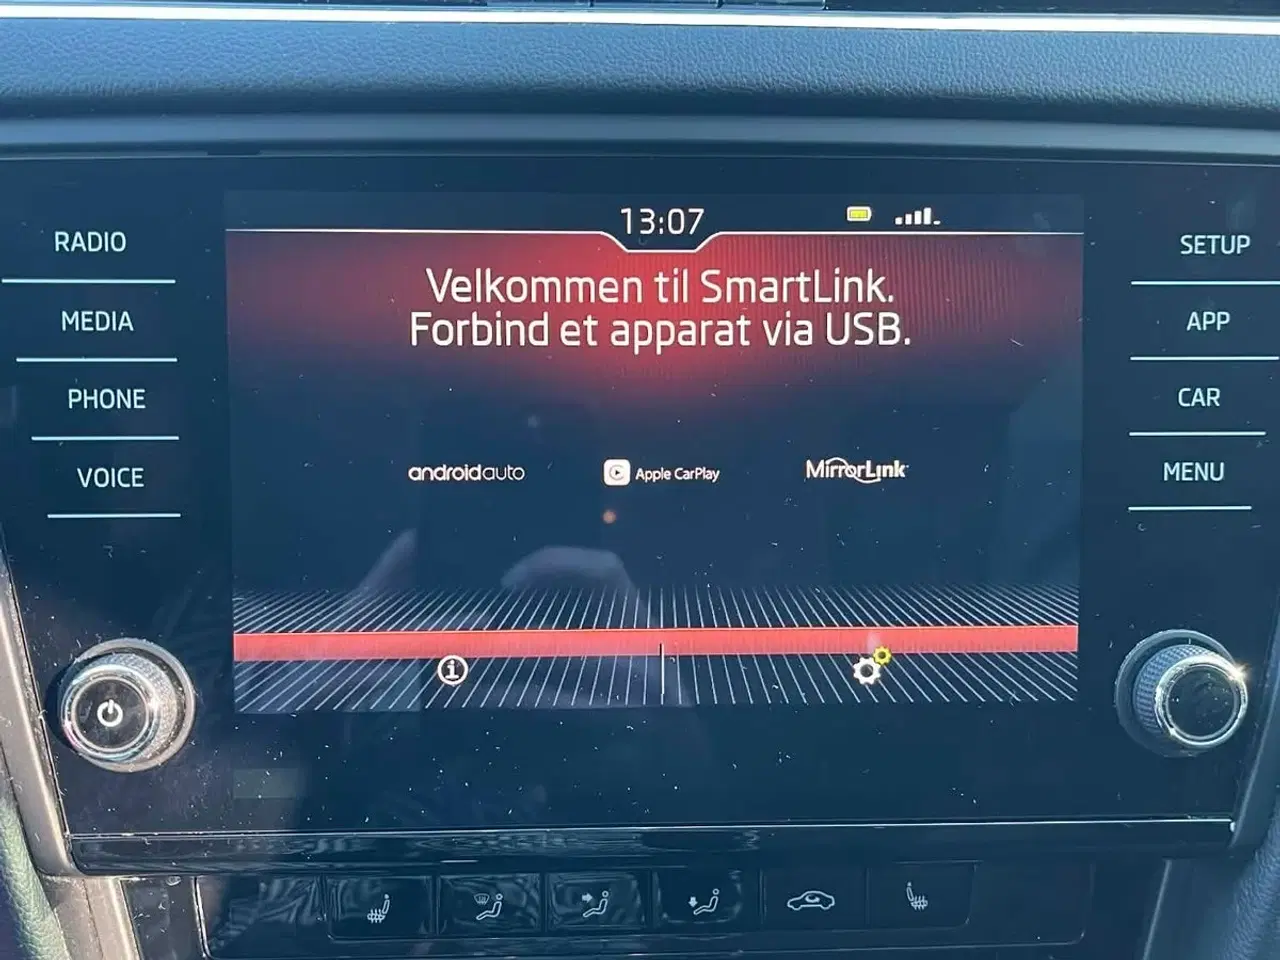 13:07
RADIO
MEDIA
PHONE
VOICE
Velkommen til SmartLink.
Forbind et apparat via USB.
androidauto
Apple CarPlay
MirrorLink
SETUP
APP
CAR
MENU